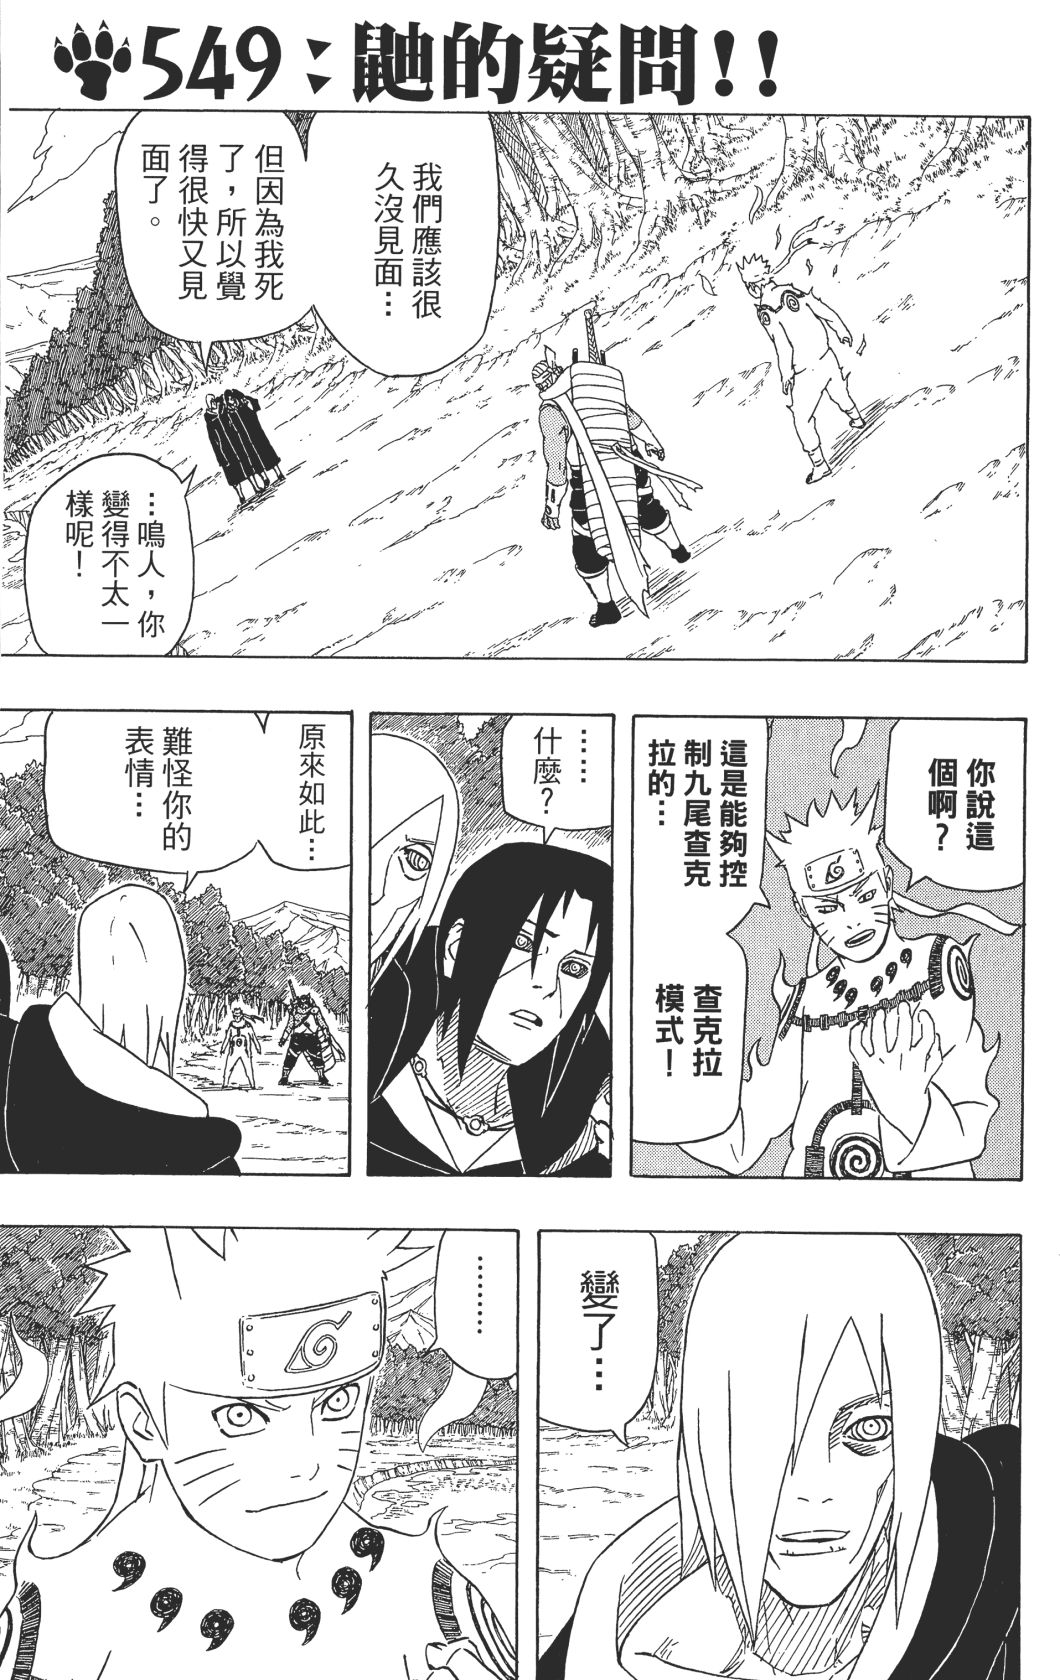 549：鼬的疑問!!
我們應該很
久沒見面…
但因為我死
了，所以覺
得很快又見
面了。
…鳴人，你
變得不太一
樣呢！
你說這
個啊？
這是能夠控
制九尾查克
拉的…
查克拉
模式！
……
什麼？
原來如此…
難怪你的
表情…
變了…
………